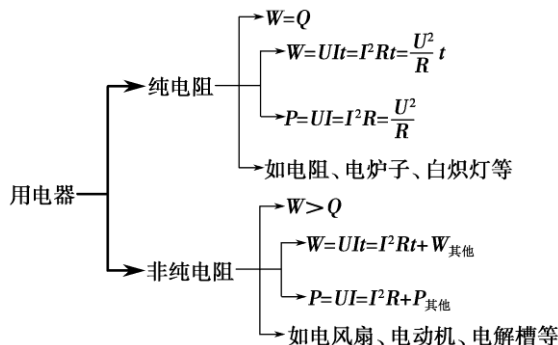 W=Q
W=UIt=I²Rt=U²/R t
纯电阻
P=UI=I²R=U²/R
如电阻、电炉子、白炽灯等
用电器
W>Q
W=UIt=I²Rt+W其他
非纯电阻
P=UI=I²R+P其他
如电风扇、电动机、电解槽等